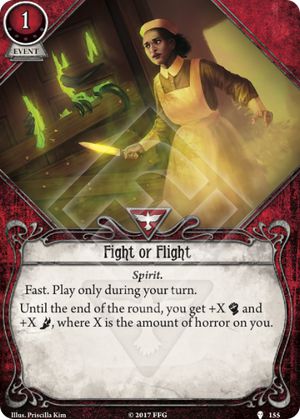 1
EVENT
Fight or Flight
Spirit.
Fast. Play only during your turn.
Until the end of the round, you get +X and
+X , where X is the amount of horror on you.
Illus. Priscilla Kim
© 2017 FFG
155